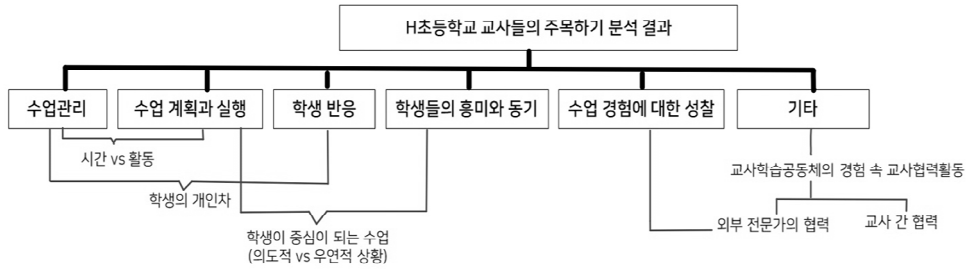 H초등학교 교사들의 주목하기 분석 결과
수업관리
수업 계획과 실행
학생 반응
학생들의 흥미와 동기
수업 경험에 대한 성찰
기타
시간 vs 활동
교사학습공동체의 경험 속 교사협력활동
학생의 개인차
외부 전문가의 협력
교사 간 협력
학생이 중심이 되는 수업
(의도적 vs 우연적 상황)